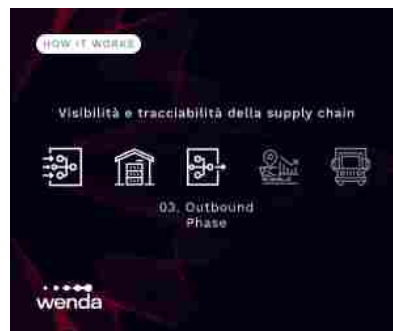 HOW IT WORKS
Visibilità e tracciabilità della supply chain
03. Outbound
Phase
wenda